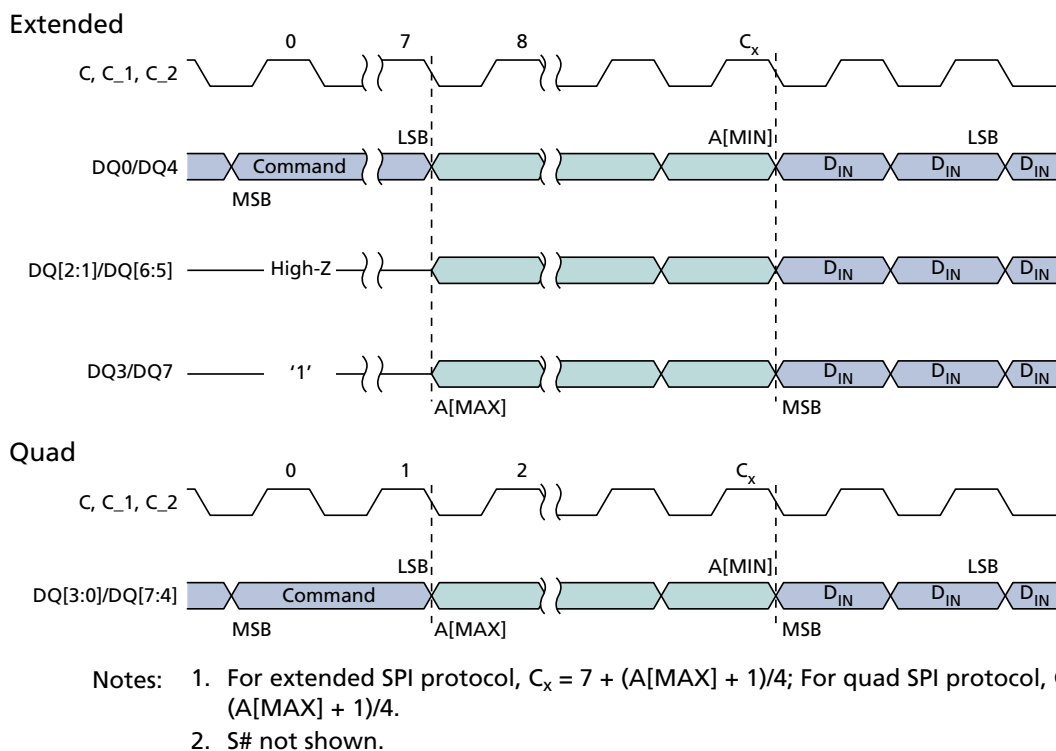 Extended
0 7 8 Cx
C, C_1, C_2
LSB A[MIN] LSB
DQ0/DQ4 Command DIN DIN DIN
MSB
DQ[2:1]/DQ[6:5] High-Z DIN DIN DIN
DQ3/DQ7 ‘1’ DIN DIN DIN
A[MAX] MSB
Quad
0 1 2 Cx
C, C_1, C_2
LSB A[MIN] LSB
DQ[3:0]/DQ[7:4] Command DIN DIN DIN
MSB A[MAX] MSB
Notes: 1. For extended SPI protocol, Cx = 7 + (A[MAX] + 1)/4; For quad SPI protocol,
(A[MAX] + 1)/4.
2. S# not shown.